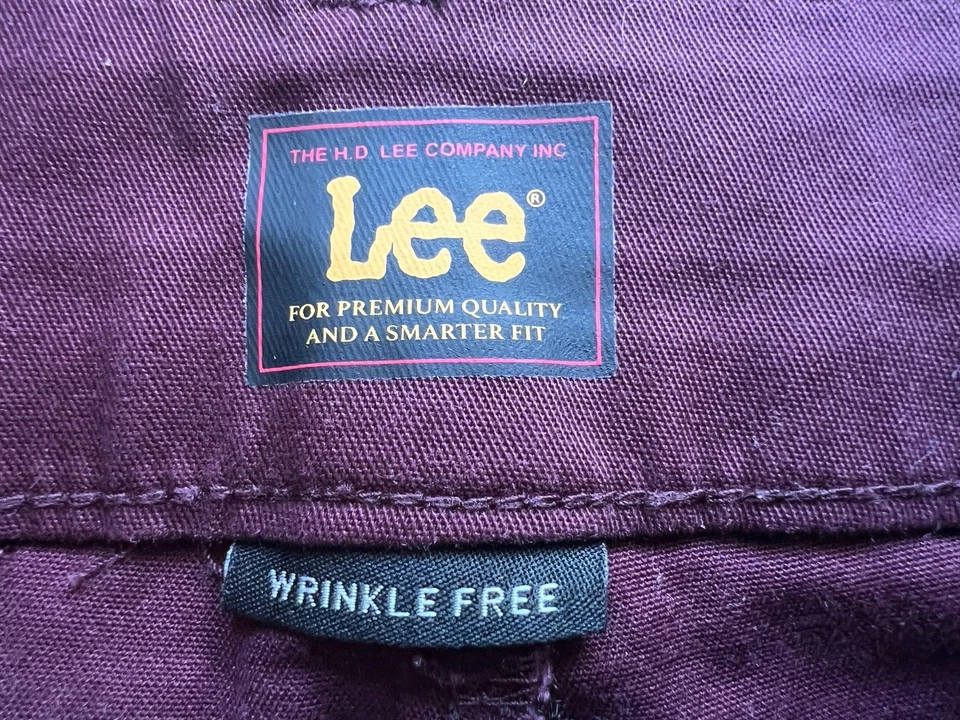 THE H.D LEE COMPANY INC
Lee®
FOR PREMIUM QUALITY
AND A SMARTER FIT
WRINKLE FREE